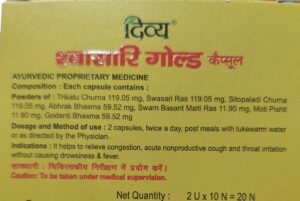 दिव्य®
श्वासारि गोल्ड कैप्सूल
AYURVEDIC PROPRIETARY MEDICINE
Composition : Each capsule contains :
Powders of : Trikatu Churna 119.05 mg, Swasari Ras 119.05 mg, Sitopaladi Churna
119.05 mg, Abhrak Bhasma 59.52 mg, Swarn Basant Malti Ras 11.90 mg, Moti Pishti
11.90 mg, Godanti Bhasma 59.52 mg
Dosage and Method of use : 2 capsules, twice a day, post meals with lukewarm water
or as directed by the Physician.
Indications : It helps to relieve congestion, acute nonproductive cough and throat irritation
without causing drowsiness & fever.
सावधानी : चिकित्सकीय निरीक्षण में प्रयोग करें।
Caution: To be taken under medical supervision.
Net Quantity : 2 U x 10 N = 20 N